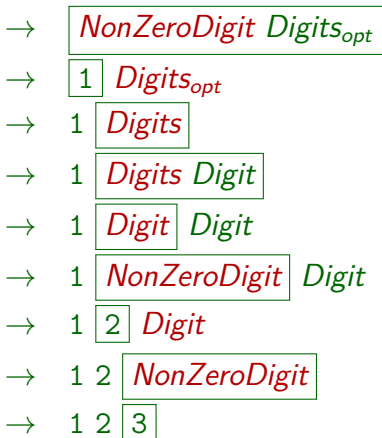 → NonZeroDigit Digits_opt
→ 1 Digits_opt
→ 1 Digits
→ 1 Digits Digit
→ 1 Digit Digit
→ 1 NonZeroDigit Digit
→ 1 2 Digit
→ 1 2 NonZeroDigit
→ 1 2 3